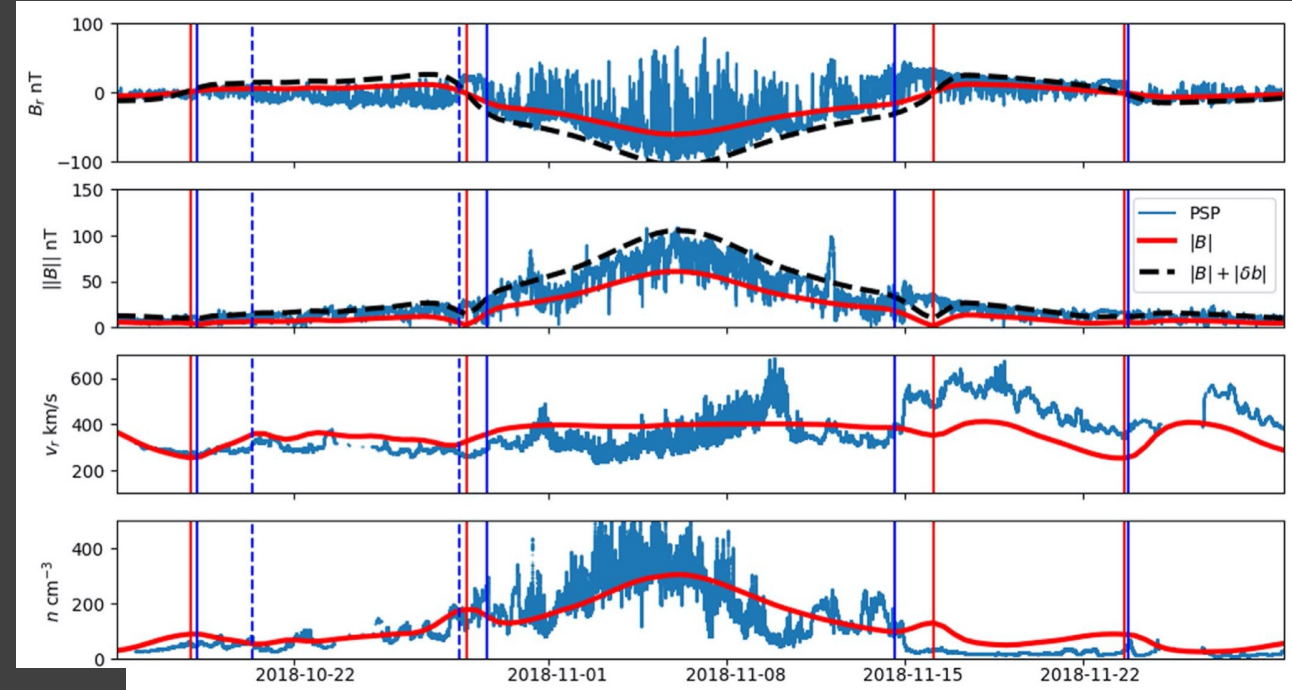 100
0
−100
B_r nT
150
100
50
0
||B|| nT
PSP
|B|
|B| + |δb|
600
400
200
v_r km/s
400
200
0
n cm⁻³
2018-10-22
2018-11-01
2018-11-08
2018-11-15
2018-11-22